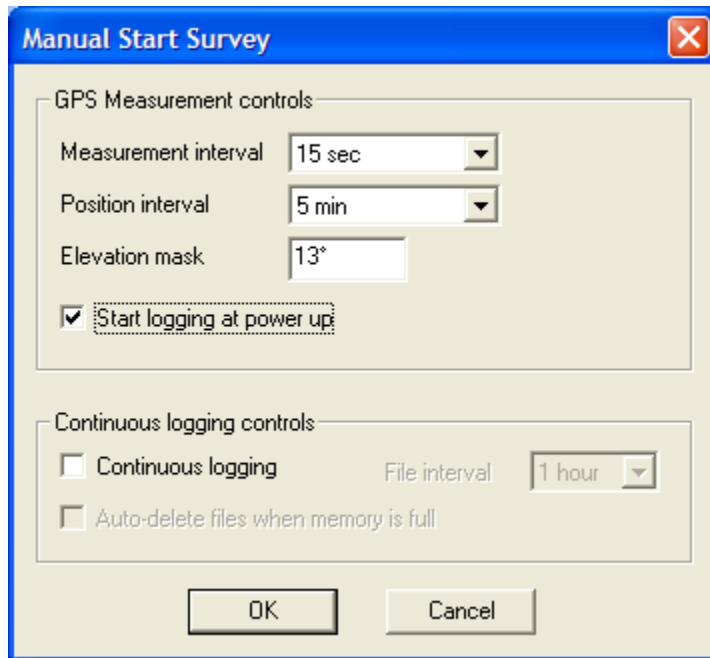 Manual Start Survey
GPS Measurement controls
Measurement interval 15 sec
Position interval 5 min
Elevation mask 13°
Start logging at power up
Continuous logging controls
Continuous logging File interval 1 hour
Auto-delete files when memory is full
OK Cancel